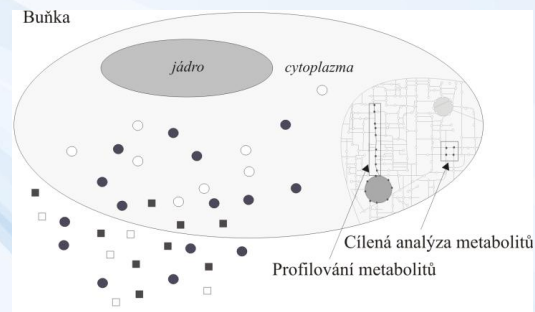 Buňka
jádro
cytoplazma
Cílená analýza metabolitů
Profilování metabolitů